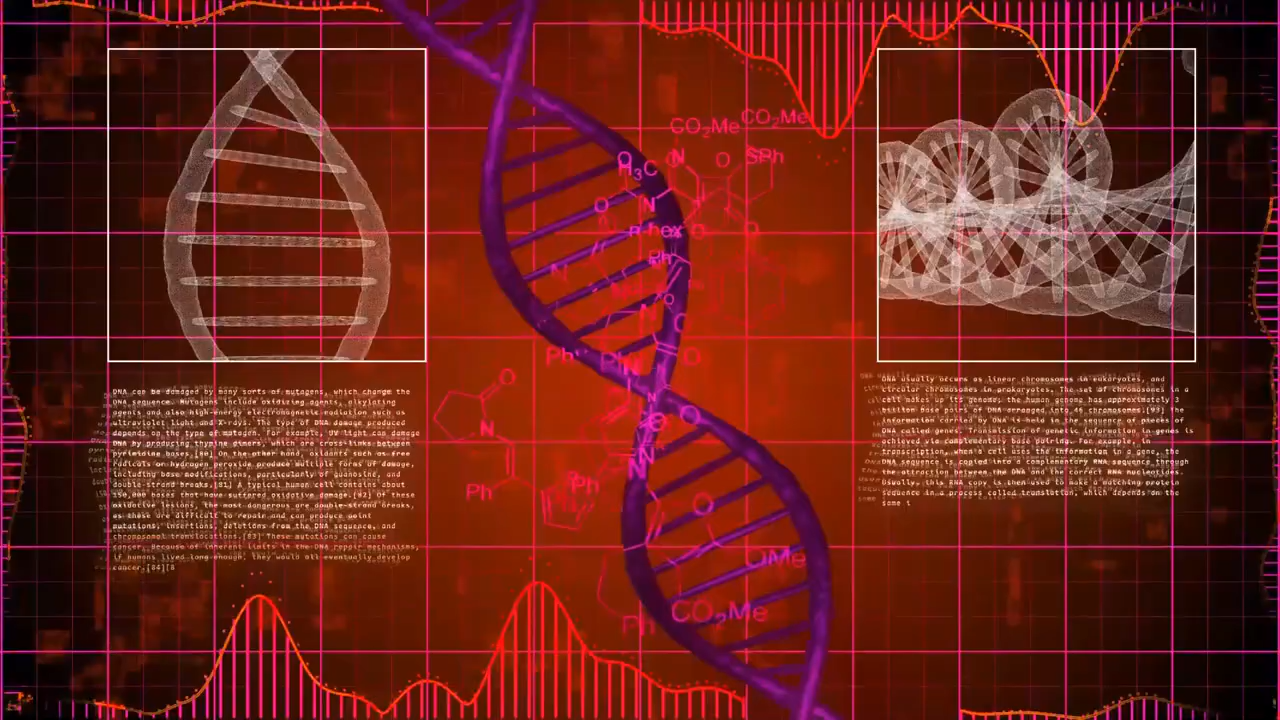 CO₂Me
CO₂Me
O
N
O
SPh
H₃C
O
N
n-hex
O
O
Ph
N
O
N
O
Ph
Ph
O
O
N
O
N
N
Ph
Ph
O
OMe
CO₂Me
Ph
DNA can be damaged by many sorts of mutagens, which change the
DNA sequence. Mutagens include oxidizing agents, alkylating
agents and also high-energy electromagnetic radiation such as
ultraviolet light and X-rays. The type of DNA damage produced
depends on the type of mutagen. For example, UV light can damage
DNA by producing thymine dimers, which are cross-links between
pyrimidine bases.[80] On the other hand, oxidants such as free
radicals or hydrogen peroxide produce multiple forms of damage,
including base modifications, particularly of guanosine, and
double-strand breaks.[81] A typical human cell contains about
150,000 bases that have suffered oxidative damage.[82] Of these
oxidative lesions, the most dangerous are double-strand breaks,
as these are difficult to repair and can produce point
mutations, insertions, deletions from the DNA sequence, and
chromosomal translocations.[83] These mutations can cause
cancer. Because of inherent limits in the DNA repair mechanisms,
if humans lived long enough, they would all eventually develop
cancer.[84][8
DNA usually occurs as linear chromosomes in eukaryotes, and
circular chromosomes in prokaryotes. The set of chromosomes in a
cell makes up its genome; the human genome has approximately 3
billion base pairs of DNA arranged into 46 chromosomes.[93] The
information carried by DNA is held in the sequence of pieces of
DNA called genes. Transmission of genetic information in genes is
achieved via complementary base pairing. For example, in
transcription, when a cell uses the information in a gene, the
DNA sequence is copied into a complementary RNA sequence through
the attraction between the DNA and the correct RNA nucleotides.
Usually, this RNA copy is then used to make a matching protein
sequence in a process called translation, which depends on the
same t